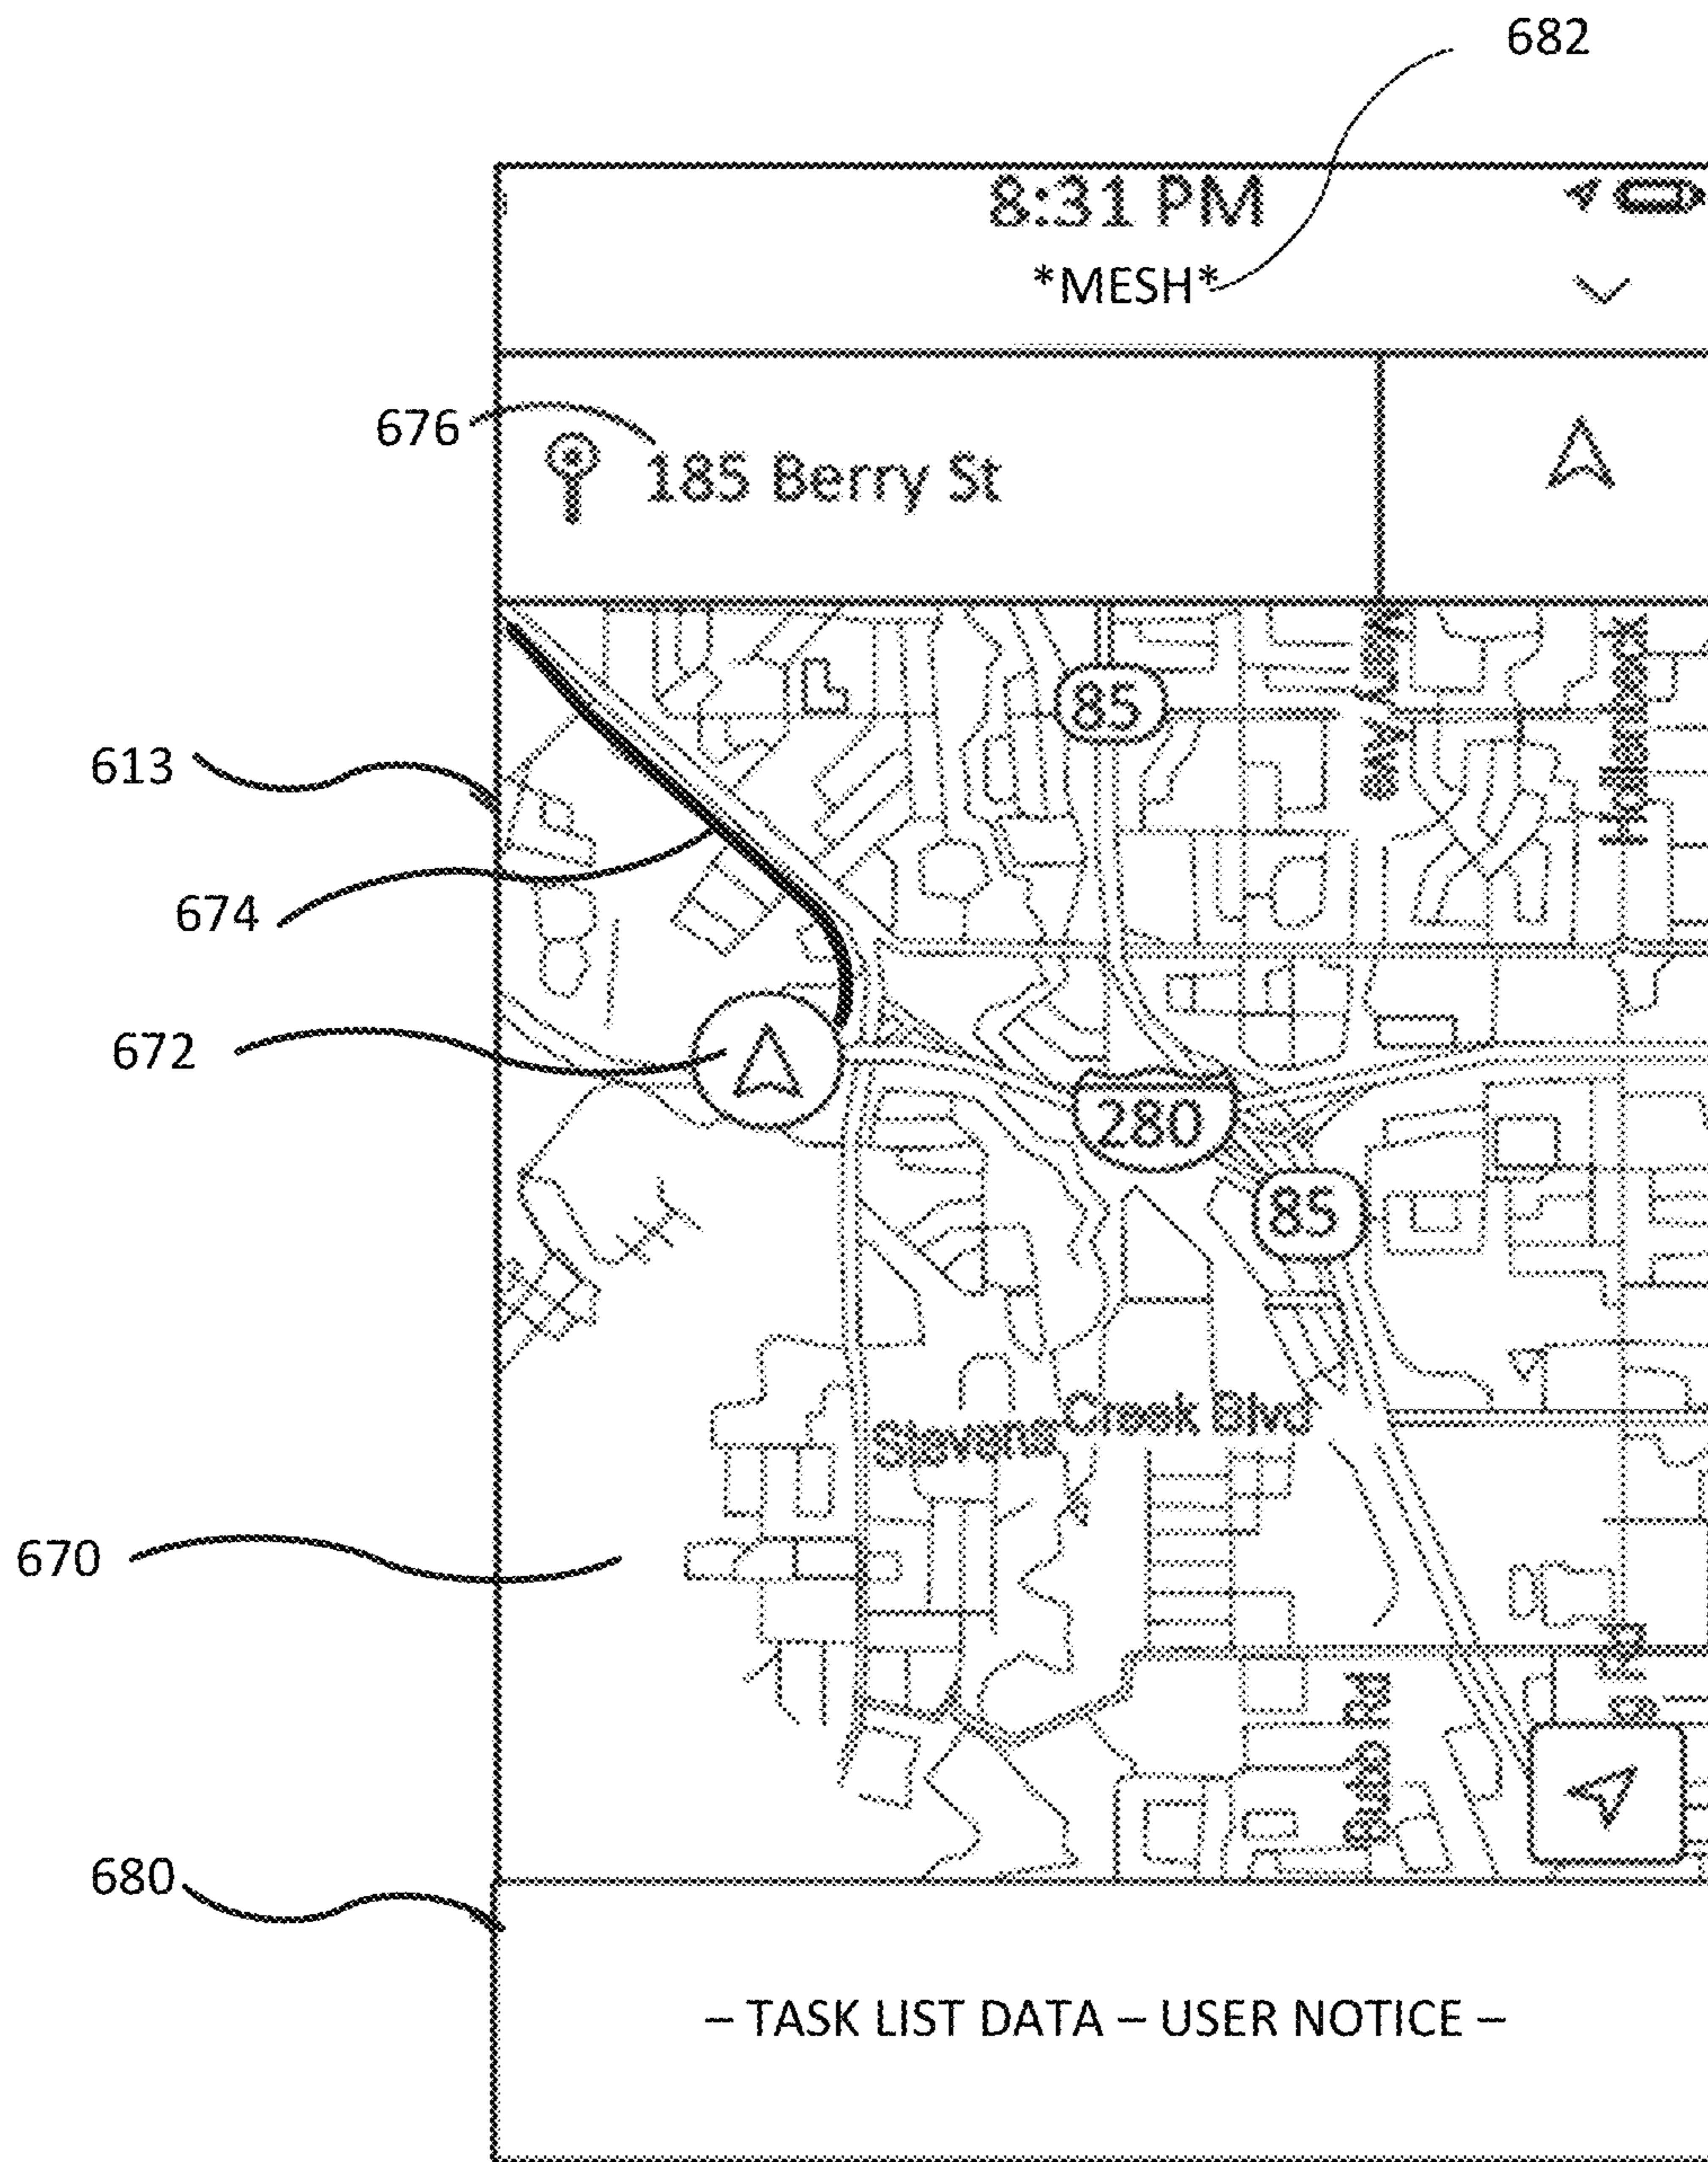 682
8:31 PM
*MESH*
676
185 Berry St
85
Hollenbeck
613
674
672
280
85
Stevens Creek Blvd
670
680
– TASK LIST DATA – USER NOTICE –